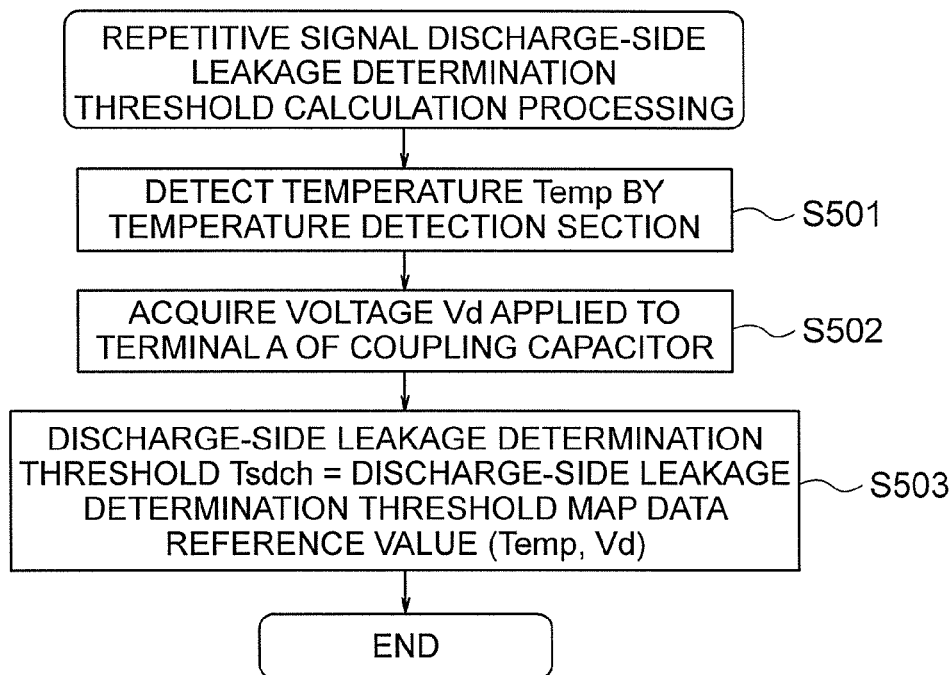 REPETITIVE SIGNAL DISCHARGE-SIDE
LEAKAGE DETERMINATION
THRESHOLD CALCULATION PROCESSING
DETECT TEMPERATURE Temp BY
TEMPERATURE DETECTION SECTION
S501
ACQUIRE VOLTAGE Vd APPLIED TO
TERMINAL A OF COUPLING CAPACITOR
S502
DISCHARGE-SIDE LEAKAGE DETERMINATION
THRESHOLD Tsdch = DISCHARGE-SIDE LEAKAGE
DETERMINATION THRESHOLD MAP DATA
REFERENCE VALUE (Temp, Vd)
S503
END